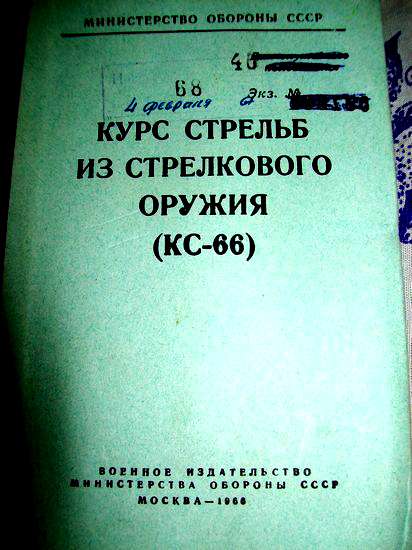 МИНИСТЕРСТВО ОБОРОНЫ СССР
46
68
Экз. №
4 февраля
КУРС СТРЕЛЬБ
ИЗ СТРЕЛКОВОГО
ОРУЖИЯ
(КС-66)
ВОЕННОЕ ИЗДАТЕЛЬСТВО
МИНИСТЕРСТВА ОБОРОНЫ СССР
МОСКВА — 1966